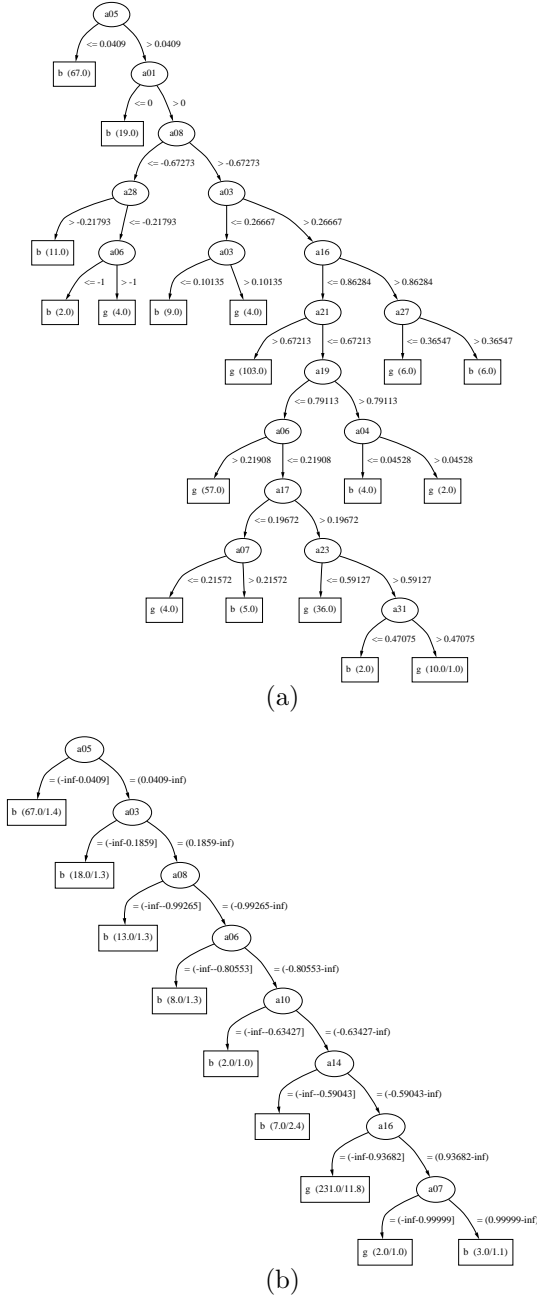 a05
<= 0.0409 > 0.0409
b (67.0) a01
<= 0 > 0
b (19.0) a08
<= -0.67273 > -0.67273
a28 a03
> -0.21793 <= -0.21793 <= 0.26667 > 0.26667
b (11.0) a06 a03 a16
<= -1 > -1 <= 0.10135 > 0.10135 <= 0.86284 > 0.86284
b (2.0) g (4.0) b (9.0) g (4.0) a21 a27
> 0.67213 <= 0.67213 <= 0.36547 > 0.36547
g (103.0) a19 g (6.0) b (6.0)
<= 0.79113 > 0.79113
a06 a04
> 0.21908 <= 0.21908 <= 0.04528 > 0.04528
g (57.0) a17 b (4.0) g (2.0)
<= 0.19672 > 0.19672
a07 a23
<= 0.21572 > 0.21572 <= 0.59127 > 0.59127
g (4.0) b (5.0) g (36.0) a31
<= 0.47075 > 0.47075
b (2.0) g (10.0/1.0)
(a)
a05
= (-inf-0.0409] = (0.0409-inf)
b (67.0/1.4) a03
= (-inf-0.1859] = (0.1859-inf)
b (18.0/1.3) a08
= (-inf--0.99265] = (-0.99265-inf)
b (13.0/1.3) a06
= (-inf--0.80553] = (-0.80553-inf)
b (8.0/1.3) a10
= (-inf--0.63427] = (-0.63427-inf)
b (2.0/1.0) a14
= (-inf--0.59043] = (-0.59043-inf)
b (7.0/2.4) a16
= (-inf-0.93682] = (0.93682-inf)
g (231.0/11.8) a07
= (-inf-0.99999] = (0.99999-inf)
g (2.0/1.0) b (3.0/1.1)
(b)